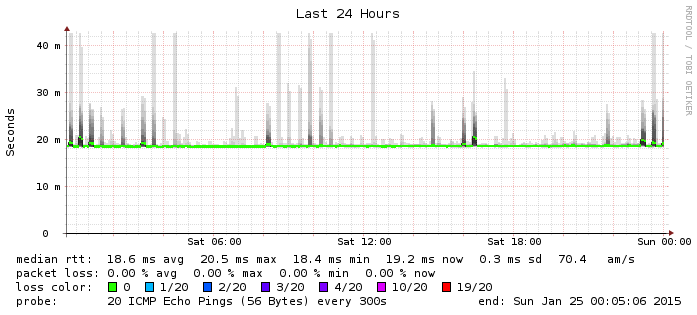 Last 24 Hours
RRDTOOL / TOBI OETIKER
Seconds
40 m
30 m
20 m
10 m
0
Sat 06:00 Sat 12:00 Sat 18:00 Sun 00:00
median rtt: 18.6 ms avg 20.5 ms max 18.4 ms min 19.2 ms now 0.3 ms sd 70.4 am/s
packet loss: 0.00 % avg 0.00 % max 0.00 % min 0.00 % now
loss color: 0 1/20 2/20 3/20 4/20 10/20 19/20
probe: 20 ICMP Echo Pings (56 Bytes) every 300s end: Sun Jan 25 00:05:06 2015